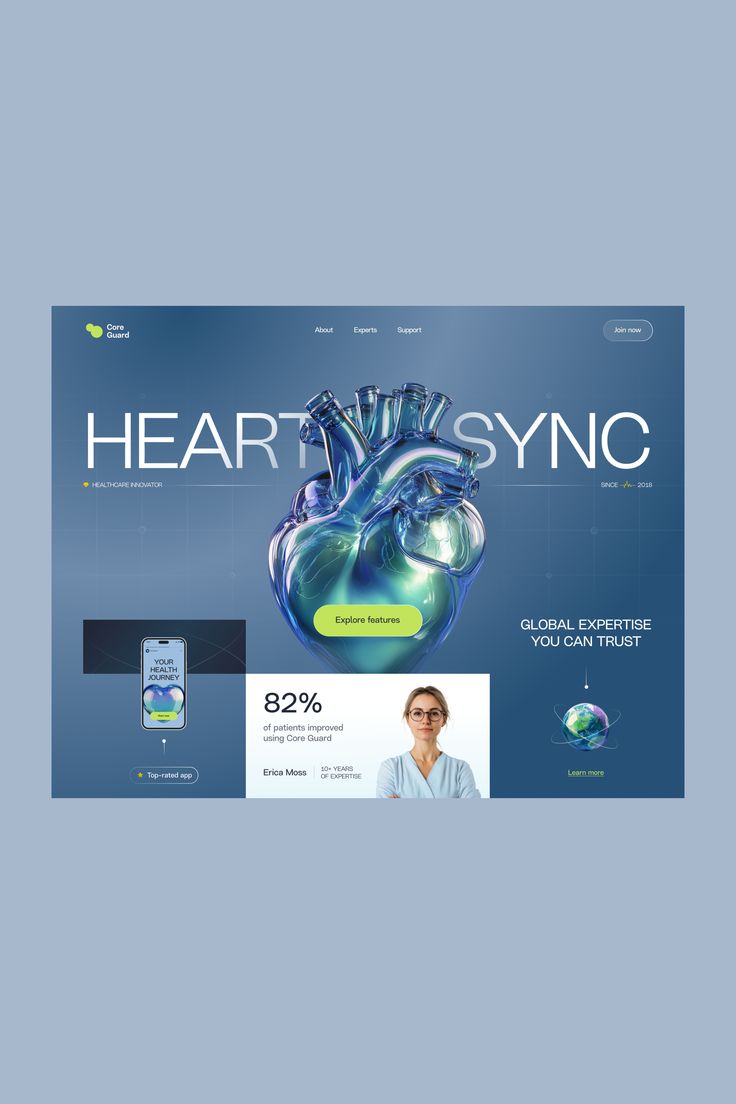 Core
Guard
About
Experts
Support
Join now
HEART SYNC
HEALTHCARE INNOVATOR
SINCE 2018
Explore features
GLOBAL EXPERTISE
YOU CAN TRUST
YOUR
HEALTH
JOURNEY
Top-rated app
82%
of patients improved
using Core Guard
Erica Moss
10+ YEARS
OF EXPERTISE
Learn more